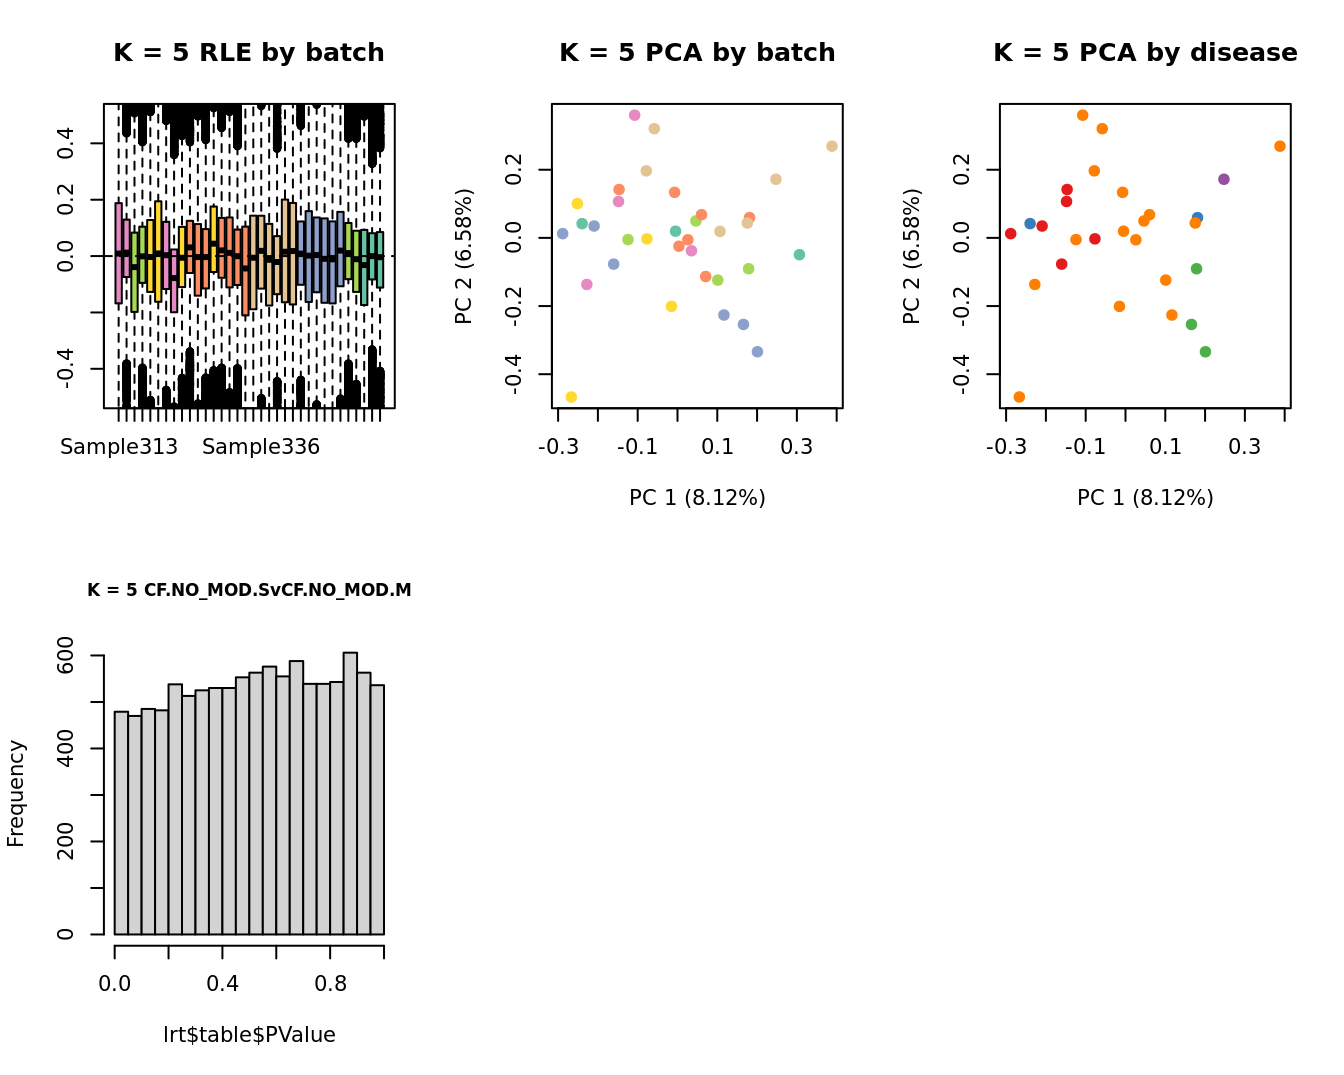 K = 5 RLE by batch
0.4
0.2
0.0
-0.4
Sample313 Sample336
K = 5 PCA by batch
PC 2 (6.58%)
0.2
0.0
-0.2
-0.4
-0.3 -0.1 0.1 0.3
PC 1 (8.12%)
K = 5 PCA by disease
PC 2 (6.58%)
0.2
0.0
-0.2
-0.4
-0.3 -0.1 0.1 0.3
PC 1 (8.12%)
K = 5 CF.NO_MOD.SvCF.NO_MOD.M
Frequency
600
400
200
0
0.0 0.4 0.8
lrt$table$PValue